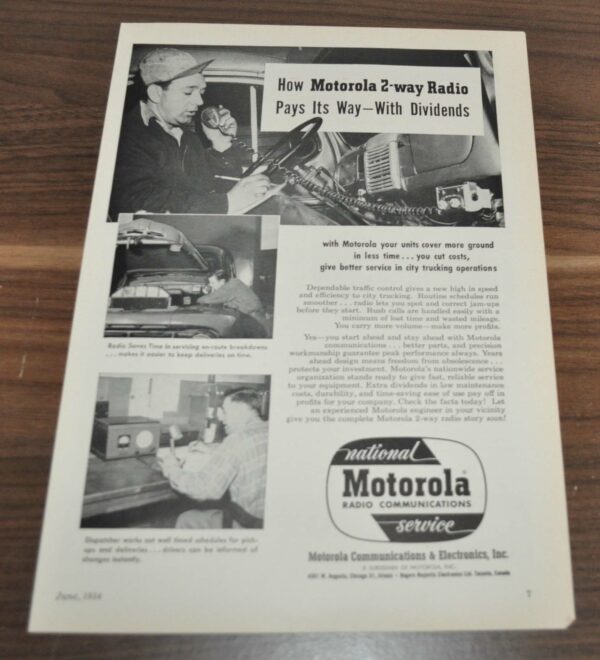 How Motorola 2-way Radio
Pays Its Way—With Dividends
with Motorola your units cover more ground
in less time . . . you cut costs,
give better service in city trucking operations
Dependable traffic control gives a new high in speed
and efficiency to city trucking. Routine schedules run
smoother . . . radio lets you spot and correct jam-ups
before they start. Rush calls are handled easily with a
minimum of lost time and wasted mileage.
You carry more volume—make more profits.
Yes—you start ahead and stay ahead with Motorola
communications . . . better parts, and precision
workmanship guarantee peak performance always. Years
ahead design means freedom from obsolescence . . .
protects your investment. Motorola's nationwide service
organization stands ready to give fast, reliable service
to your equipment. Extra dividends in low maintenance
costs, durability, and time-saving ease of use pay off in
profits for your company. Check the facts today! Let
an experienced Motorola engineer in your vicinity
give you the complete Motorola 2-way radio story soon!
Radio Saves Time in servicing en-route breakdowns
. . . makes it easier to keep deliveries on time.
Dispatcher works out well timed schedules for pick-
ups and deliveries . . . drivers can be informed of
changes instantly.
national
Motorola®
RADIO COMMUNICATIONS
service
Motorola Communications & Electronics, Inc.
A SUBSIDIARY OF MOTOROLA, INC.
4501 W. Augusta, Chicago 51, Illinois • Rogers Majestic Electronics Ltd. Toronto, Canada
June, 1954
7